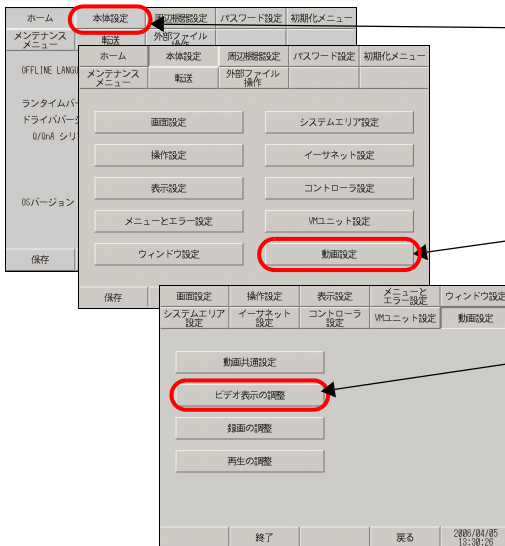 ホーム
本体設定
周辺機器設定
パスワード設定
初期化メニュー
メンテナンス
メニュー
転送
外部ファイル
操作
OFFLINE LANGU
ランタイムバー
ドライババー
Q/QnA シリ
OSバージョン
保存
ホーム
本体設定
周辺機器設定
パスワード設定
初期化メニュー
メンテナンス
メニュー
転送
外部ファイル
操作
画面設定
システムエリア設定
操作設定
イーサネット設定
表示設定
コントローラ設定
メニューとエラー設定
VMユニット設定
ウィンドウ設定
動画設定
保存
画面設定
操作設定
表示設定
メニューと
エラー設定
ウィンドウ設定
システムエリア
設定
イーサネット
設定
コントローラ
設定
VMユニット設定
動画設定
動画共通設定
ビデオ表示の調整
録画の調整
再生の調整
終了
戻る
2006/04/05
13:30:26